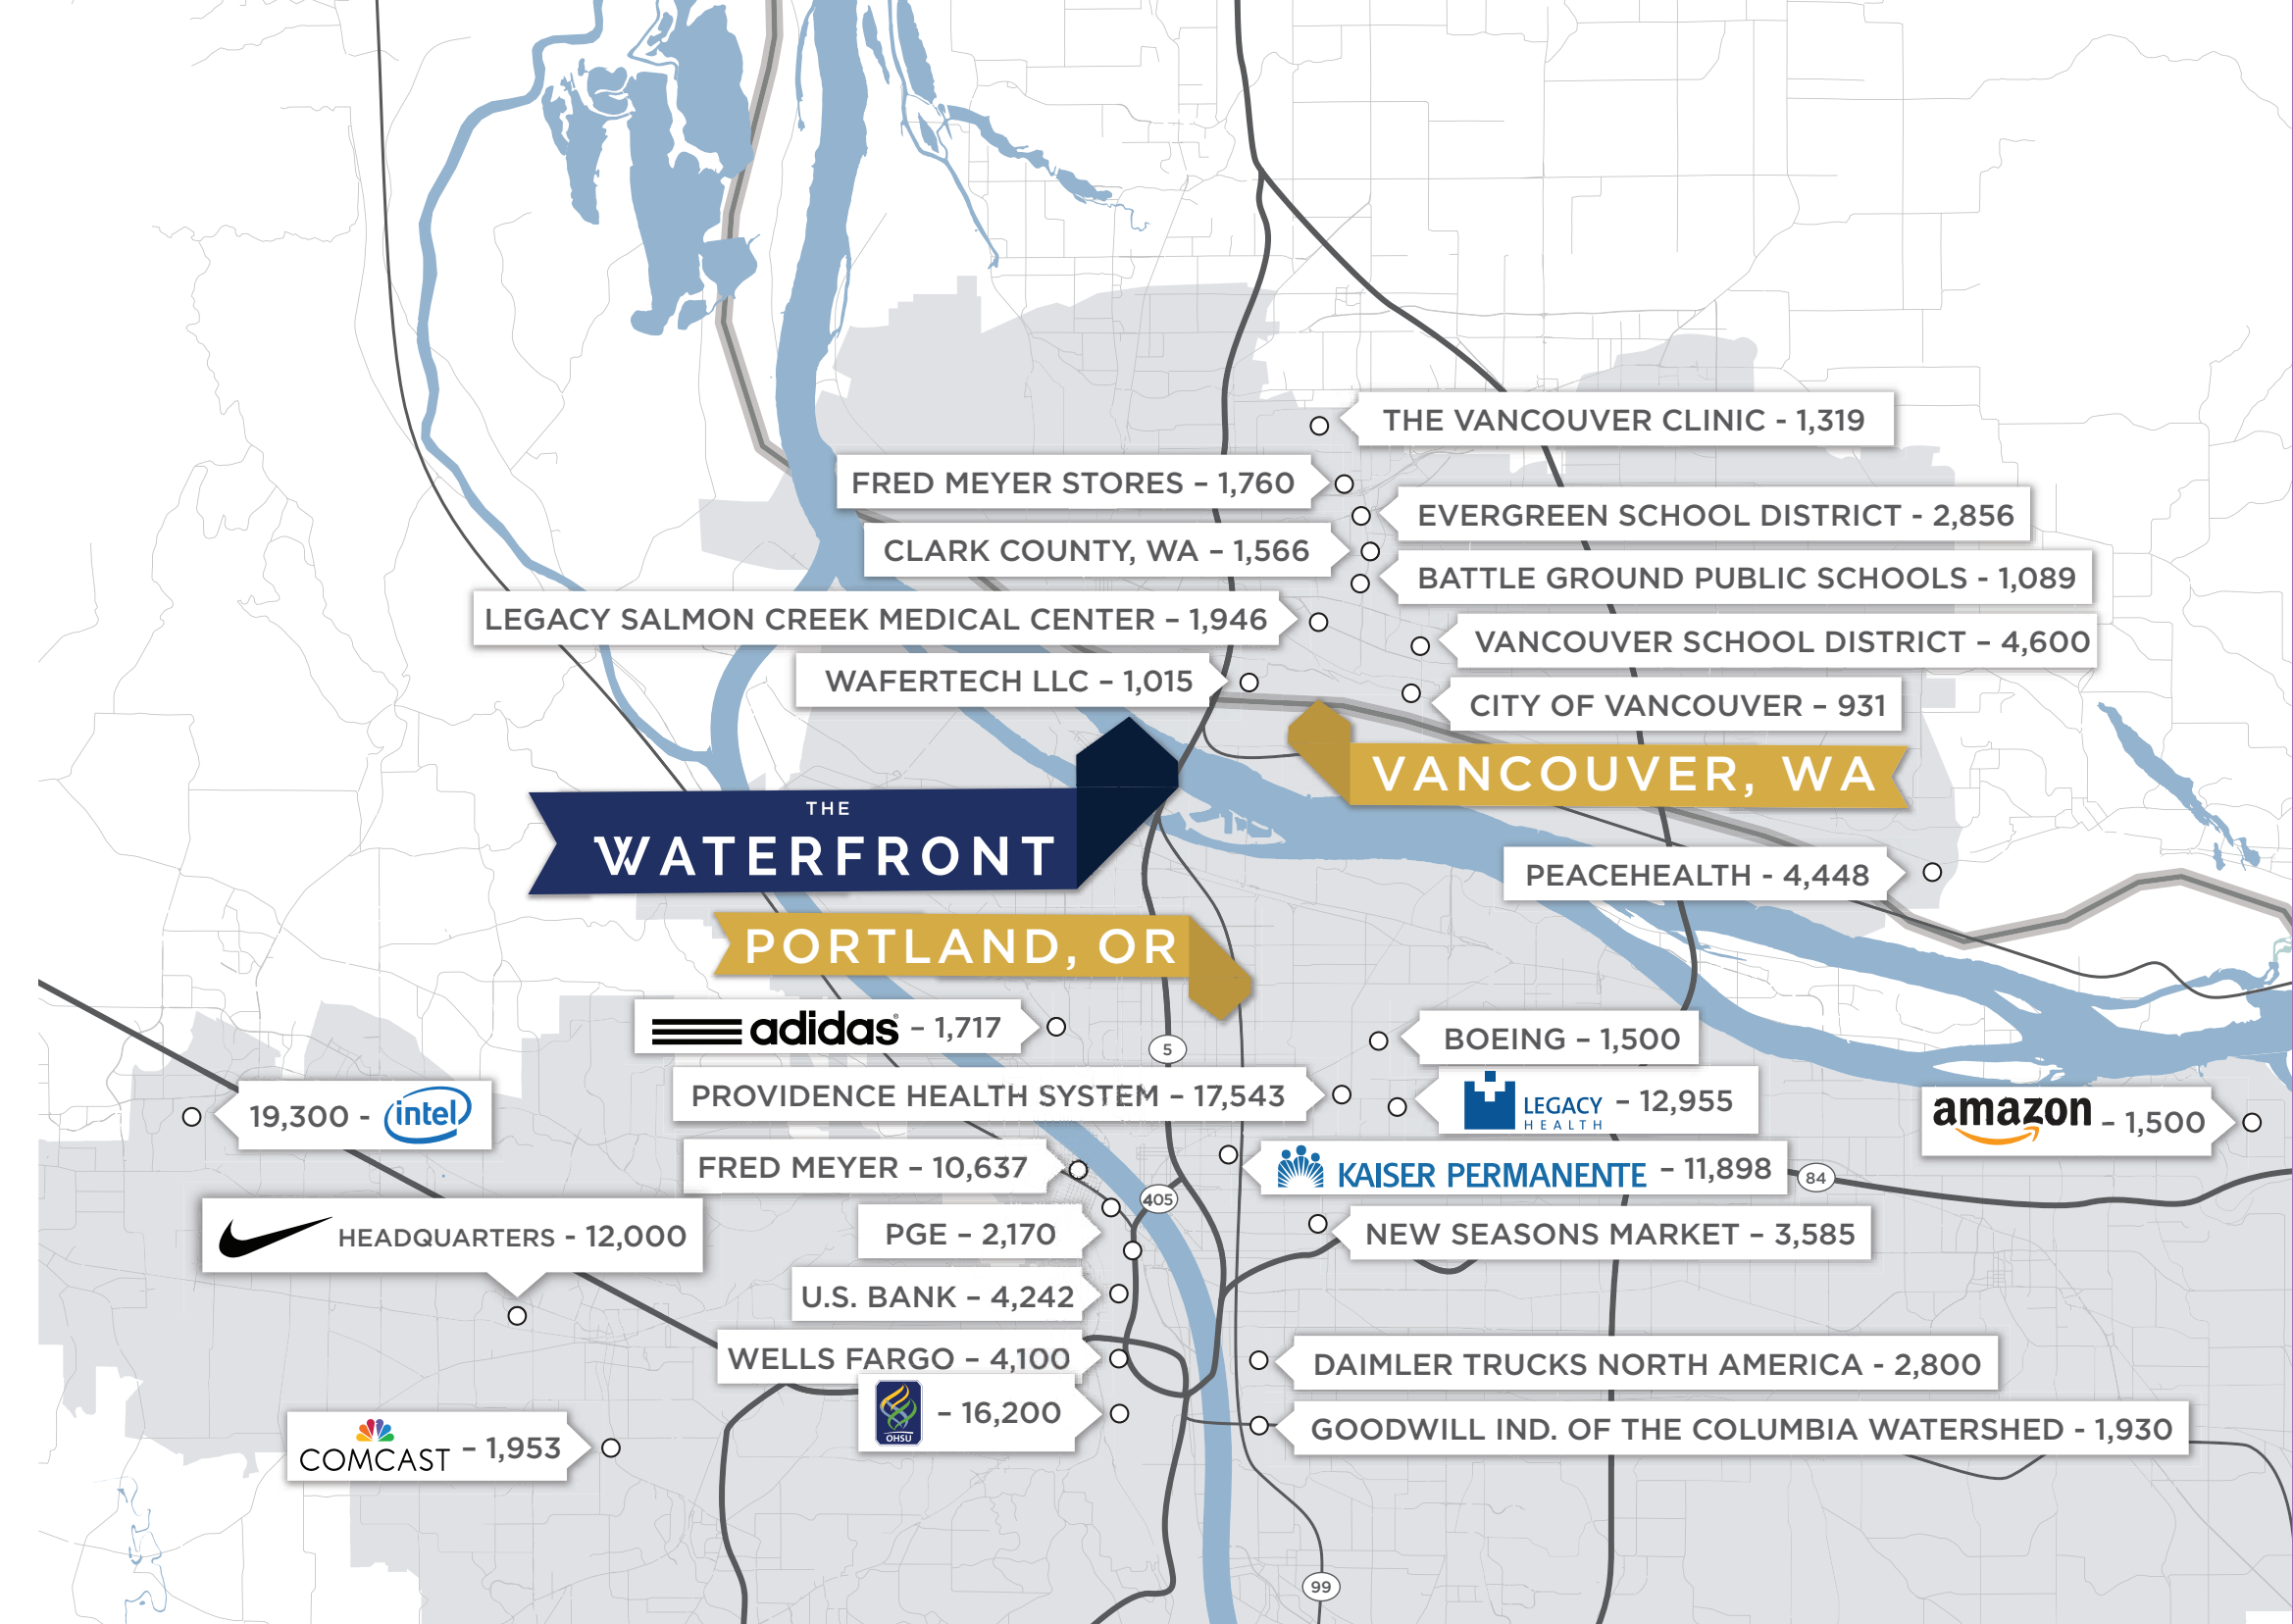 THE VANCOUVER CLINIC - 1,319
FRED MEYER STORES – 1,760
EVERGREEN SCHOOL DISTRICT - 2,856
CLARK COUNTY, WA – 1,566
BATTLE GROUND PUBLIC SCHOOLS - 1,089
LEGACY SALMON CREEK MEDICAL CENTER – 1,946
VANCOUVER SCHOOL DISTRICT – 4,600
WAFERTECH LLC – 1,015
CITY OF VANCOUVER – 931
VANCOUVER, WA
THE
WATERFRONT
PEACEHEALTH - 4,448
PORTLAND, OR
adidas – 1,717
5
BOEING – 1,500
PROVIDENCE HEALTH SYSTEM – 17,543
LEGACY
HEALTH
– 12,955
19,300 - intel
amazon – 1,500
FRED MEYER – 10,637
KAISER PERMANENTE – 11,898
84
405
HEADQUARTERS - 12,000
PGE – 2,170
NEW SEASONS MARKET – 3,585
U.S. BANK – 4,242
WELLS FARGO – 4,100
DAIMLER TRUCKS NORTH AMERICA - 2,800
OHSU
– 16,200
GOODWILL IND. OF THE COLUMBIA WATERSHED - 1,930
COMCAST – 1,953
99